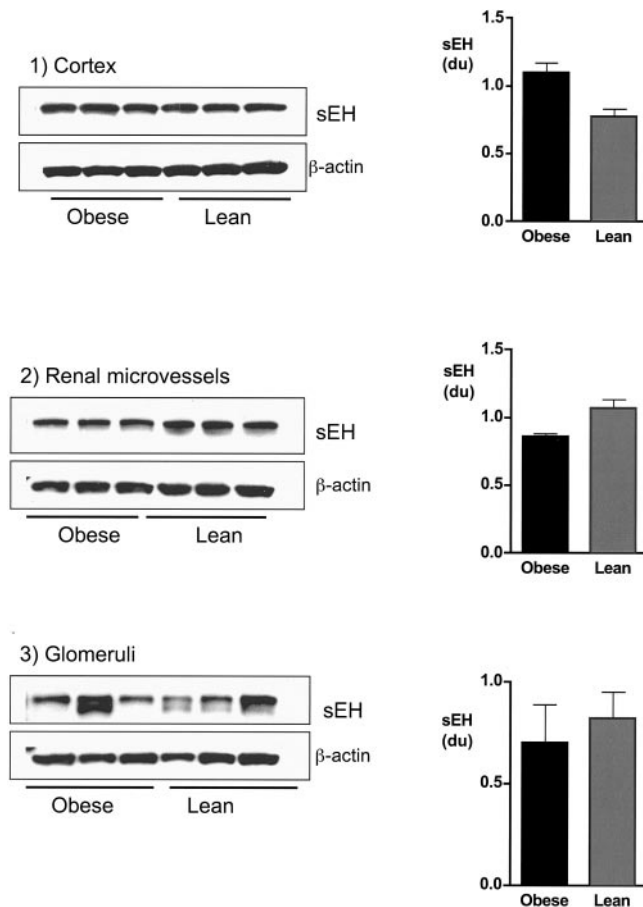 1) Cortex
sEH
β-actin
Obese Lean
sEH
(du)
1.5
1.0
0.5
0.0
Obese Lean
2) Renal microvessels
sEH
β-actin
Obese Lean
sEH
(du)
1.5
1.0
0.5
0.0
Obese Lean
3) Glomeruli
sEH
β-actin
Obese Lean
sEH
(du)
1.0
0.5
0.0
Obese Lean